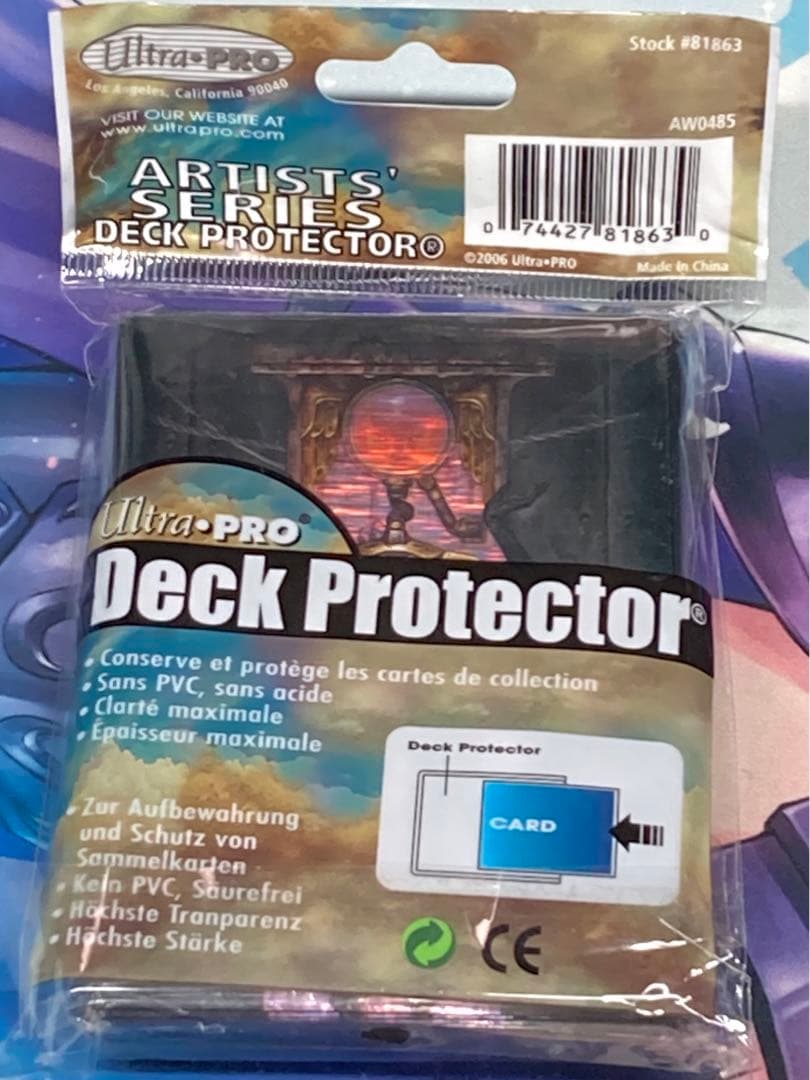 Ultra•PRO
Los Angeles, California 90040
VISIT OUR WEBSITE AT
www.ultrapro.com
Stock #81863
AW0485
ARTISTS'
SERIES
DECK PROTECTOR®
0 74427 81863 0
©2006 Ultra•PRO
Made In China
Ultra•PRO®
Deck Protector®
• Conserve et protège les cartes de collection
• Sans PVC, sans acide
• Clarté maximale
• Épaisseur maximale
Deck Protector
CARD
• Zur Aufbewahrung
und Schutz von
Sammelkarten
• Kein PVC, Säurefrei
• Höchste Tranparenz
• Höchste Stärke
CE